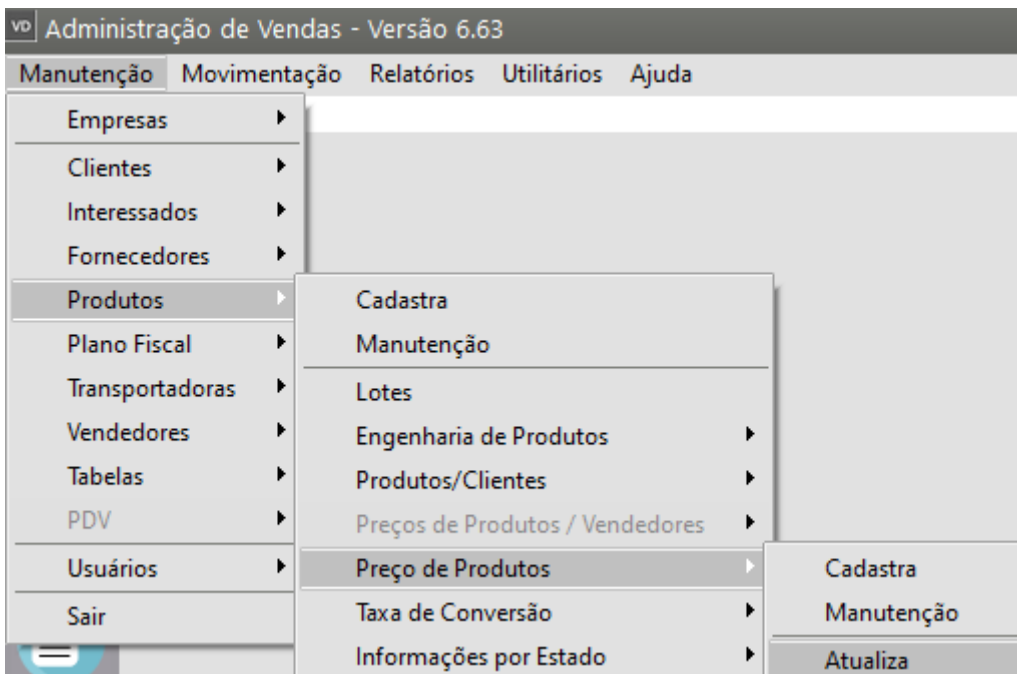 VD Administração de Vendas - Versão 6.63
Manutenção Movimentação Relatórios Utilitários Ajuda
Empresas
Clientes
Interessados
Fornecedores
Produtos
Plano Fiscal
Transportadoras
Vendedores
Tabelas
PDV
Usuários
Sair
Cadastra
Manutenção
Lotes
Engenharia de Produtos
Produtos/Clientes
Preços de Produtos / Vendedores
Preço de Produtos
Taxa de Conversão
Informações por Estado
Cadastra
Manutenção
Atualiza